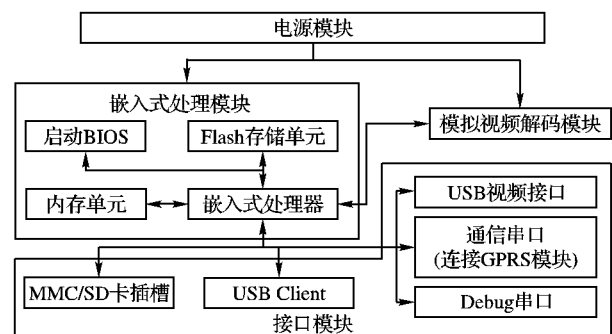 电源模块
嵌入式处理模块
启动BIOS
Flash存储单元
模拟视频解码模块
内存单元
嵌入式处理器
USB视频接口
通信串口
(连接GPRS模块)
MMC/SD卡插槽
USB Client
Debug串口
接口模块